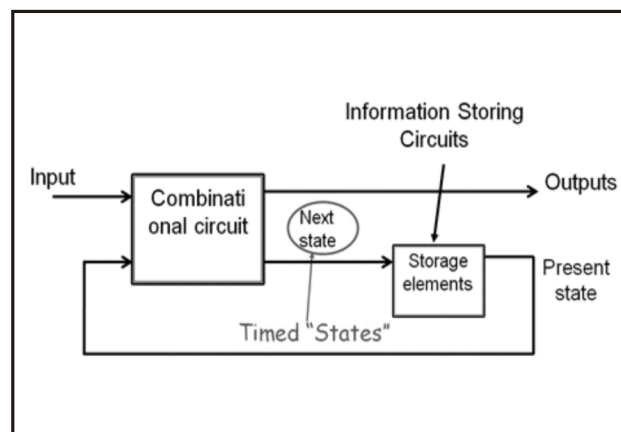 Information Storing
Circuits
Input
Combinati
onal circuit
Outputs
Next
state
Storage
elements
Present
state
Timed "States"